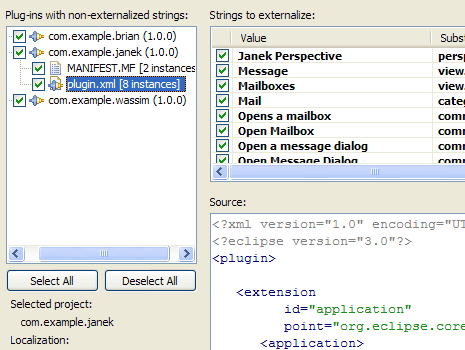 Plug-ins with non-externalized strings:
com.example.brian (1.0.0)
com.example.janek (1.0.0)
MANIFEST.MF [2 instances
plugin.xml [8 instances]
com.example.wassim (1.0.0)
Select All
Deselect All
Selected project:
com.example.janek
Localization:
Strings to externalize:
Value Subst
Janek Perspective persp
Message view.
Mailboxes view.
Mail categ
Opens a mailbox comm
Open Mailbox comm
Open a message dialog comm
Open Message Dialog comm
Source:
<?xml version="1.0" encoding="UT
<?eclipse version="3.0"?>
<plugin>
<extension
id="application"
point="org.eclipse.core
<application>